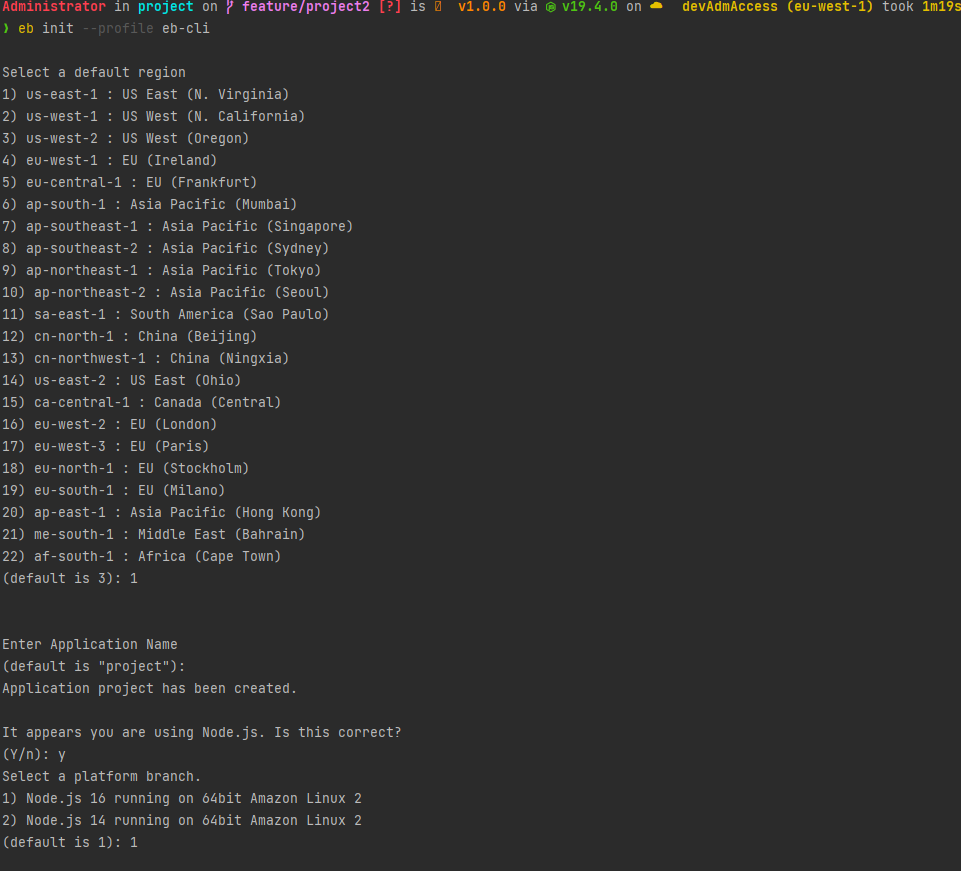 Administrator in project on feature/project2 [?] is v1.0.0 via v19.4.0 on devAdmAccess (eu-west-1) took 1m19s
❯ eb init --profile eb-cli
Select a default region
1) us-east-1 : US East (N. Virginia)
2) us-west-1 : US West (N. California)
3) us-west-2 : US West (Oregon)
4) eu-west-1 : EU (Ireland)
5) eu-central-1 : EU (Frankfurt)
6) ap-south-1 : Asia Pacific (Mumbai)
7) ap-southeast-1 : Asia Pacific (Singapore)
8) ap-southeast-2 : Asia Pacific (Sydney)
9) ap-northeast-1 : Asia Pacific (Tokyo)
10) ap-northeast-2 : Asia Pacific (Seoul)
11) sa-east-1 : South America (Sao Paulo)
12) cn-north-1 : China (Beijing)
13) cn-northwest-1 : China (Ningxia)
14) us-east-2 : US East (Ohio)
15) ca-central-1 : Canada (Central)
16) eu-west-2 : EU (London)
17) eu-west-3 : EU (Paris)
18) eu-north-1 : EU (Stockholm)
19) eu-south-1 : EU (Milano)
20) ap-east-1 : Asia Pacific (Hong Kong)
21) me-south-1 : Middle East (Bahrain)
22) af-south-1 : Africa (Cape Town)
(default is 3): 1
Enter Application Name
(default is "project"):
Application project has been created.
It appears you are using Node.js. Is this correct?
(Y/n): y
Select a platform branch.
1) Node.js 16 running on 64bit Amazon Linux 2
2) Node.js 14 running on 64bit Amazon Linux 2
(default is 1): 1